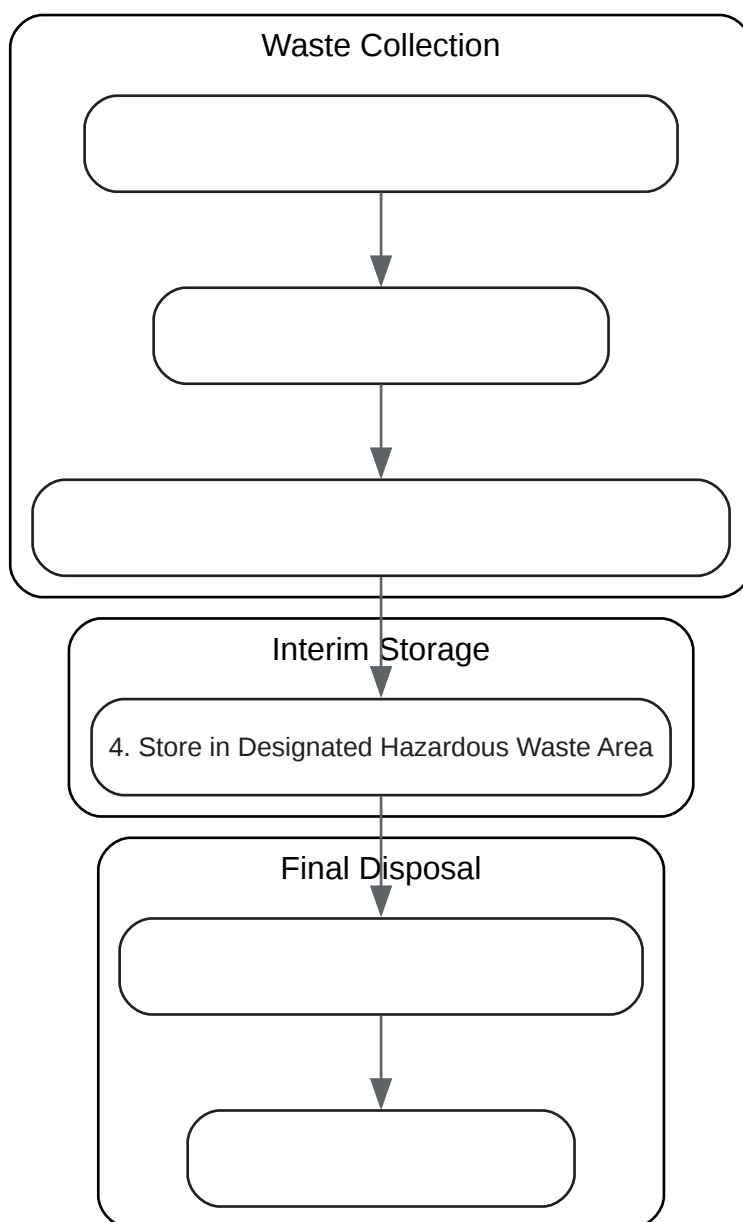 Waste Collection
Interim Storage
4. Store in Designated Hazardous Waste Area
Final Disposal